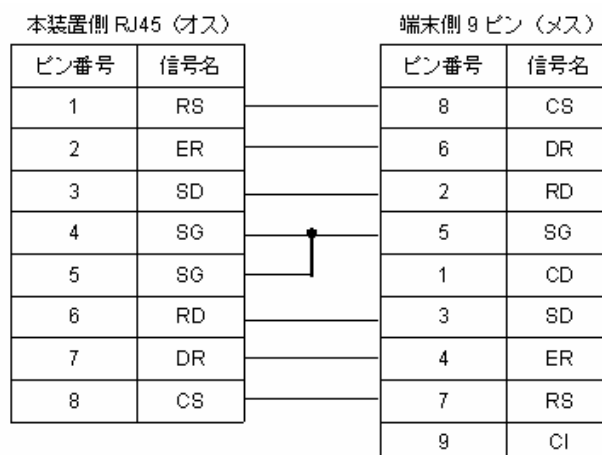 本装置側 RJ45（オス）
ピン番号 信号名
1 RS
2 ER
3 SD
4 SG
5 SG
6 RD
7 DR
8 CS
端末側 9 ピン（メス）
ピン番号 信号名
8 CS
6 DR
2 RD
5 SG
1 CD
3 SD
4 ER
7 RS
9 CI